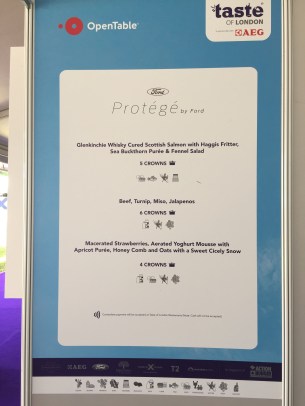 OpenTable
taste
OF LONDON
AEG
Ford
Protégé by Ford
Glenkinchie Whisky Cured Scottish Salmon with Haggis Fritter,
Sea Buckthorn Purée & Fennel Salad
5 CROWNS
Beef, Turnip, Miso, Jalapenos
6 CROWNS
Macerated Strawberries, Aerated Yoghurt Mousse with
Apricot Purée, Honey Comb and Oats with a Sweet Cicely Snow
4 CROWNS
AEG
T2